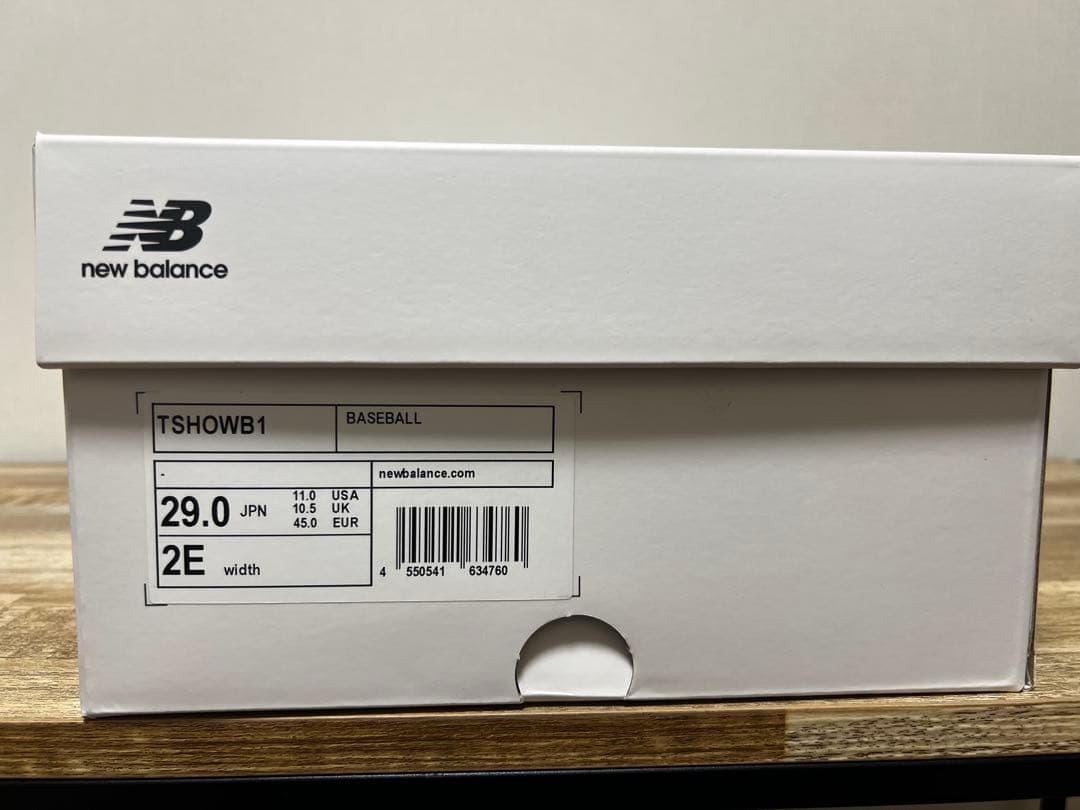 NB
new balance
TSHOWB1
BASEBALL
-
newbalance.com
29.0 JPN
11.0 USA
10.5 UK
45.0 EUR
2E width
4 550541 634760